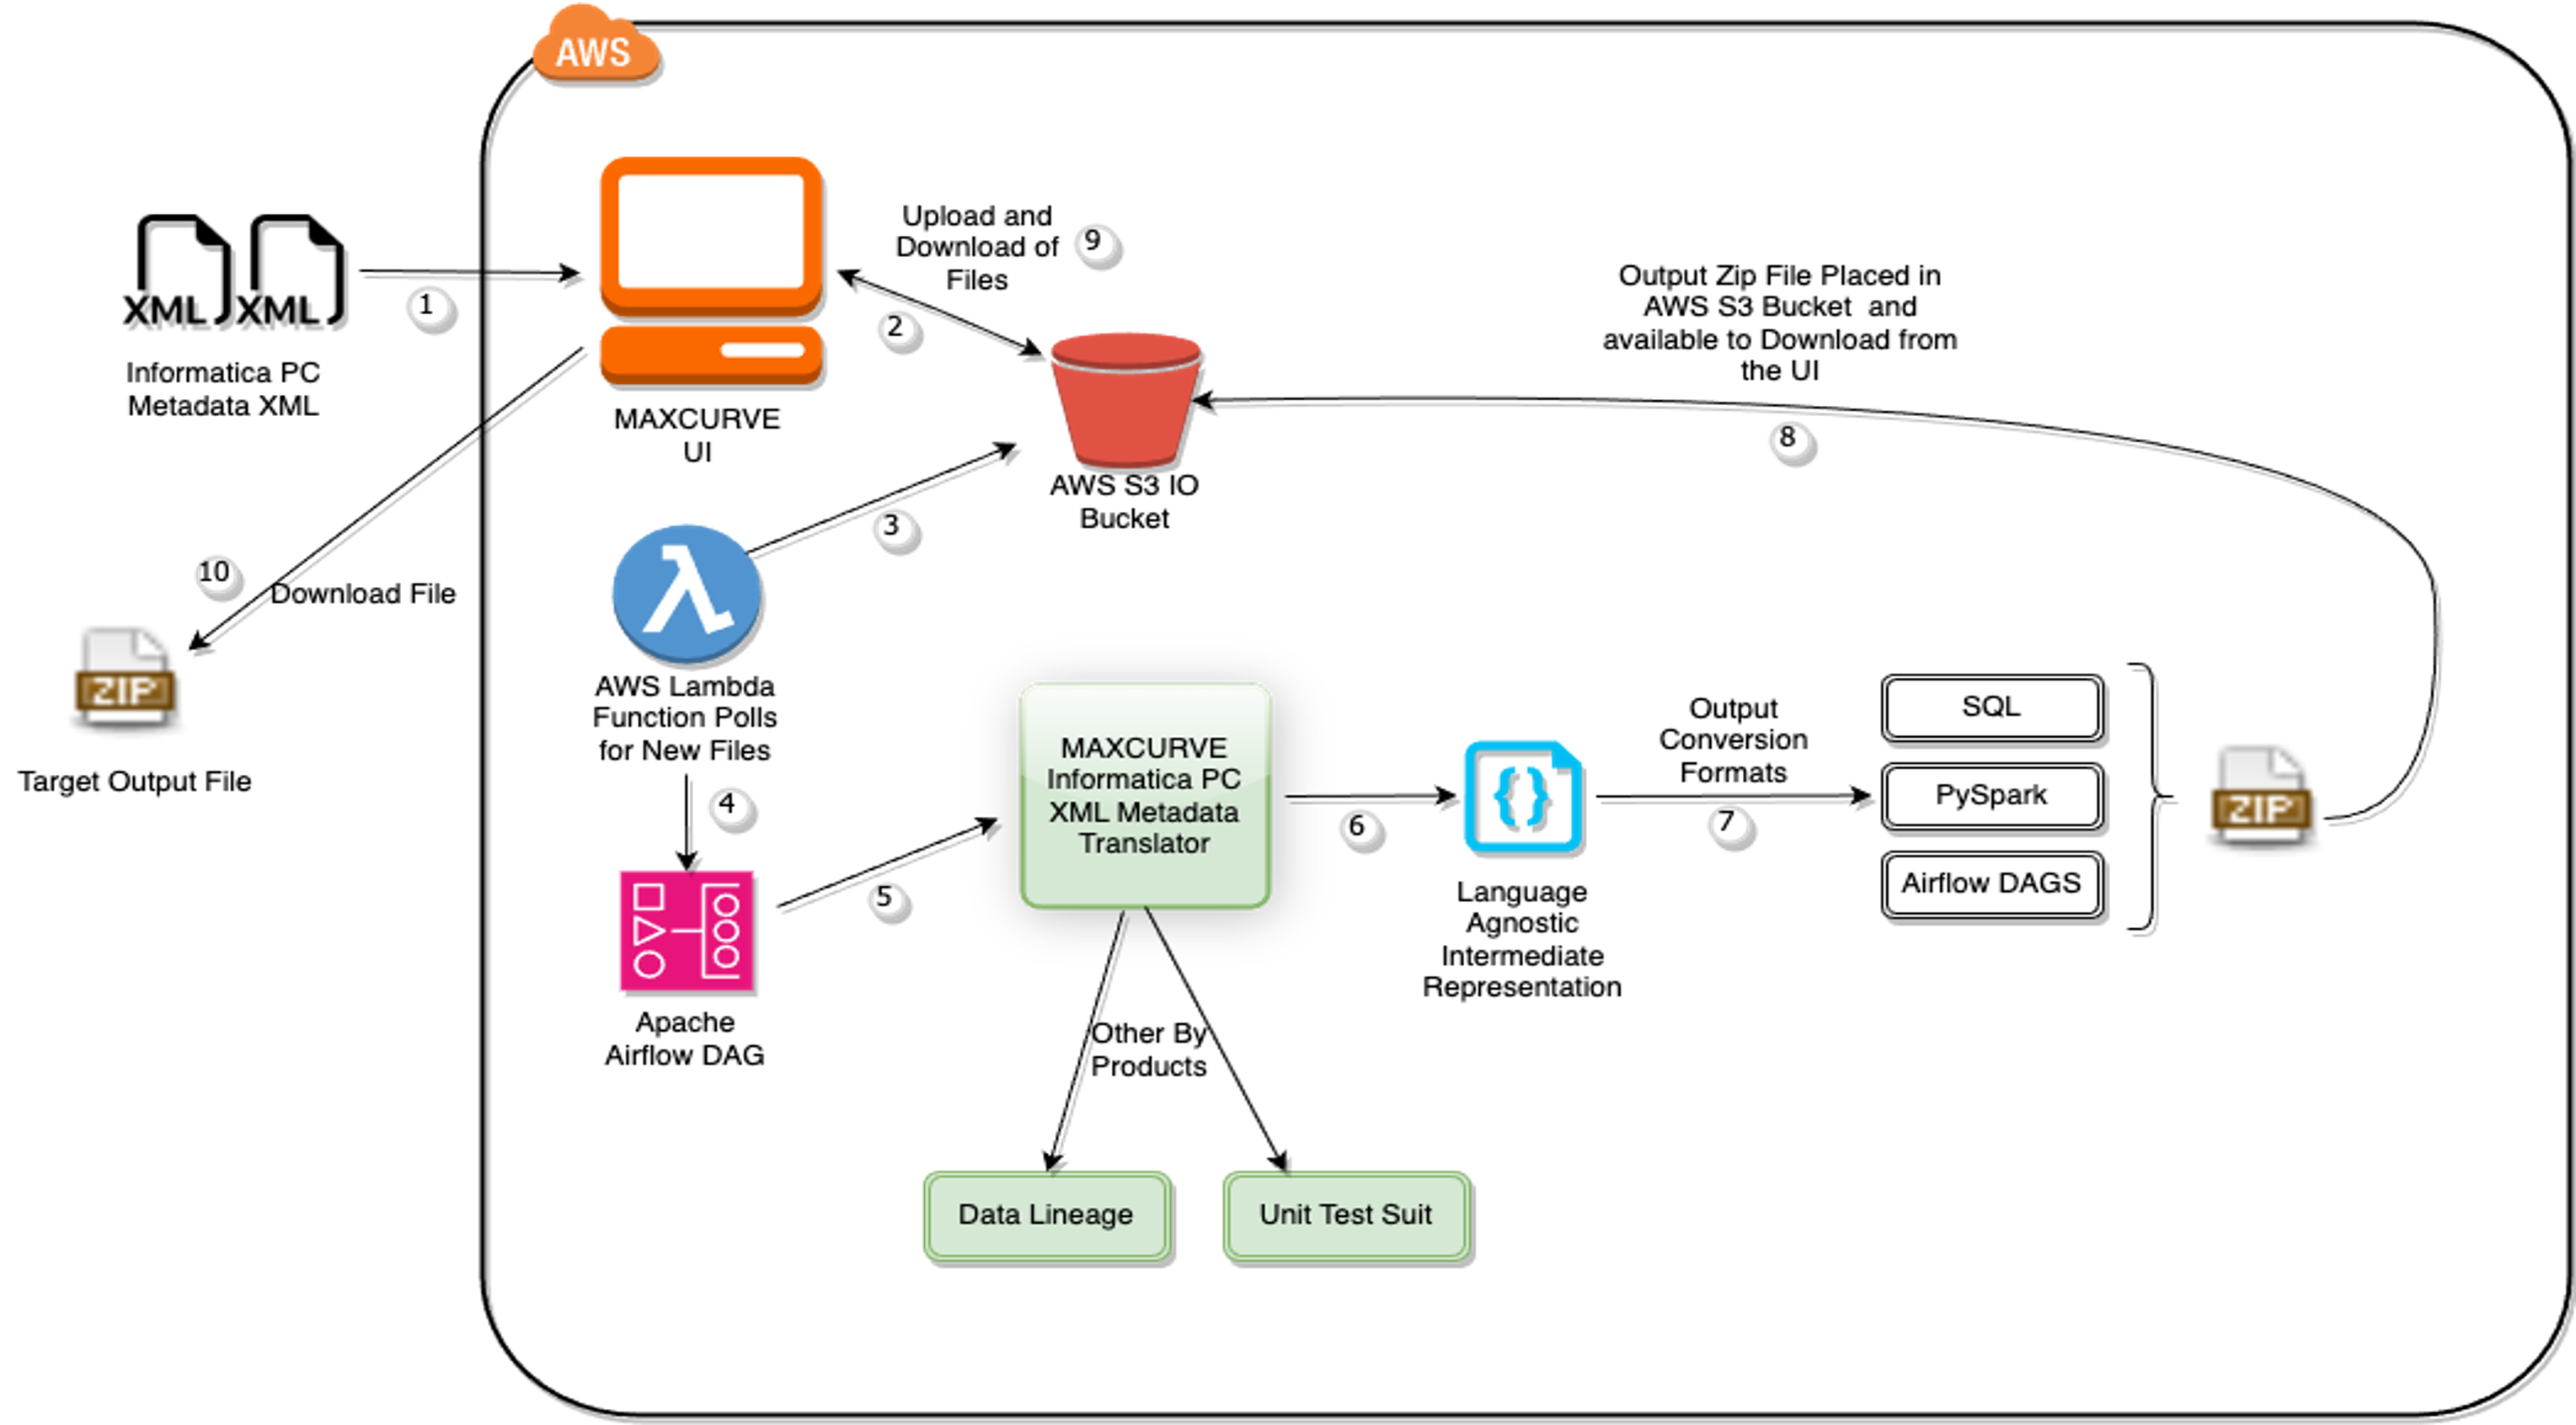 AWS
XML
XML
Informatica PC
Metadata XML
1
MAXCURVE
UI
Upload and
Download of
Files
9
2
AWS S3 IO
Bucket
Output Zip File Placed in
AWS S3 Bucket and
available to Download from
the UI
8
3
10
Download File
ZIP
Target Output File
AWS Lambda
Function Polls
for New Files
4
Apache
Airflow DAG
5
MAXCURVE
Informatica PC
XML Metadata
Translator
6
Language
Agnostic
Intermediate
Representation
Output
Conversion
Formats
7
SQL
PySpark
Airflow DAGS
ZIP
Other By
Products
Data Lineage
Unit Test Suit